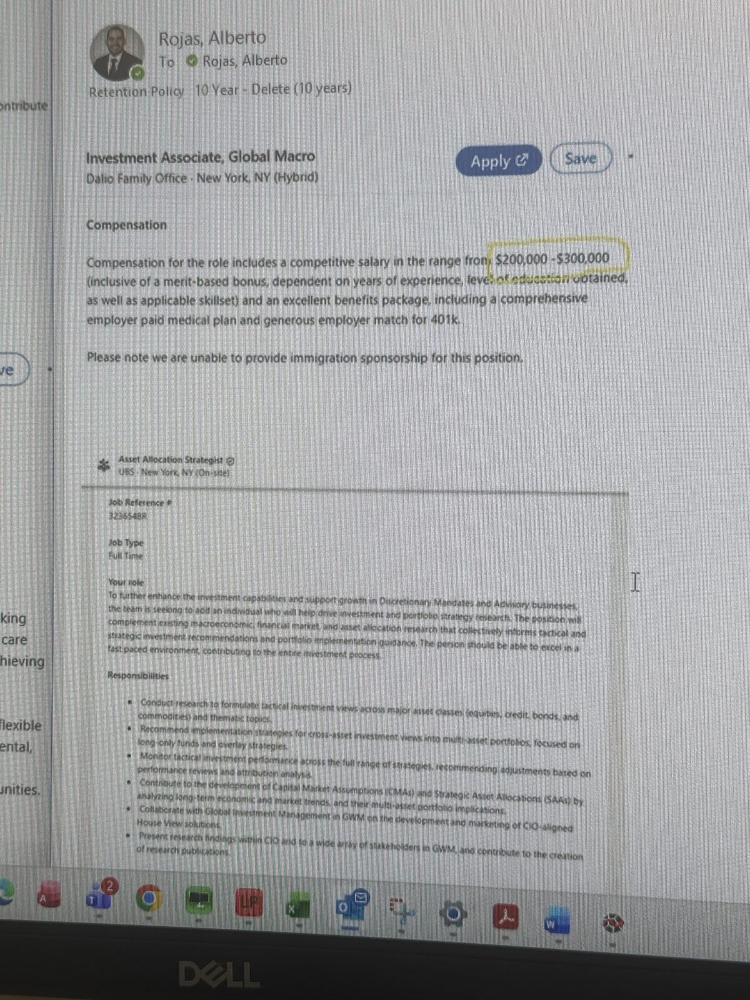 Rojas, Alberto
To Rojas, Alberto
Retention Policy 10 Year - Delete (10 years)
ontribute
Investment Associate, Global Macro
Dalio Family Office · New York, NY (Hybrid)
Apply
Save
Compensation
Compensation for the role includes a competitive salary in the range from $200,000 -$300,000
(inclusive of a merit-based bonus, dependent on years of experience, level of education obtained,
as well as applicable skillset) and an excellent benefits package, including a comprehensive
employer paid medical plan and generous employer match for 401k.
Please note we are unable to provide immigration sponsorship for this position.
ve
Asset Allocation Strategist
UBS · New York, NY (On-site)
Job Reference #
323654BR
Job Type
Full Time
Your role
To further enhance the investment capabilities and support growth in Discretionary Mandates and Advisory businesses,
the team is seeking to add an individual who will help drive investment and portfolio strategy research. The position will
complement existing macroeconomic, financial market, and asset allocation research that collectively informs tactical and
strategic investment recommendations and portfolio implementation guidance. The person should be able to excel in a
fast paced environment, contributing to the entire investment process.
king
care
hieving
Responsibilities
Conduct research to formulate tactical investment views across major asset classes (equities, credit, bonds, and
commodities) and thematic topics.
Recommend implementation strategies for cross-asset investment views into multi-asset portfolios, focused on
long-only funds and overlay strategies.
Monitor tactical investment performance across the full range of strategies, recommending adjustments based on
performance reviews and attribution analysis.
Contribute to the development of Capital Market Assumptions (CMAs) and Strategic Asset Allocations (SAAs) by
analyzing long-term economic and market trends, and their multi-asset portfolio implications.
Collaborate with Global Investment Management in GWM on the development and marketing of CIO-aligned
House View solutions.
Present research findings within CIO and to a wide array of stakeholders in GWM, and contribute to the creation
of research publications.
flexible
ental,
unities.
A
T
2
UP
X
O
W
DELL